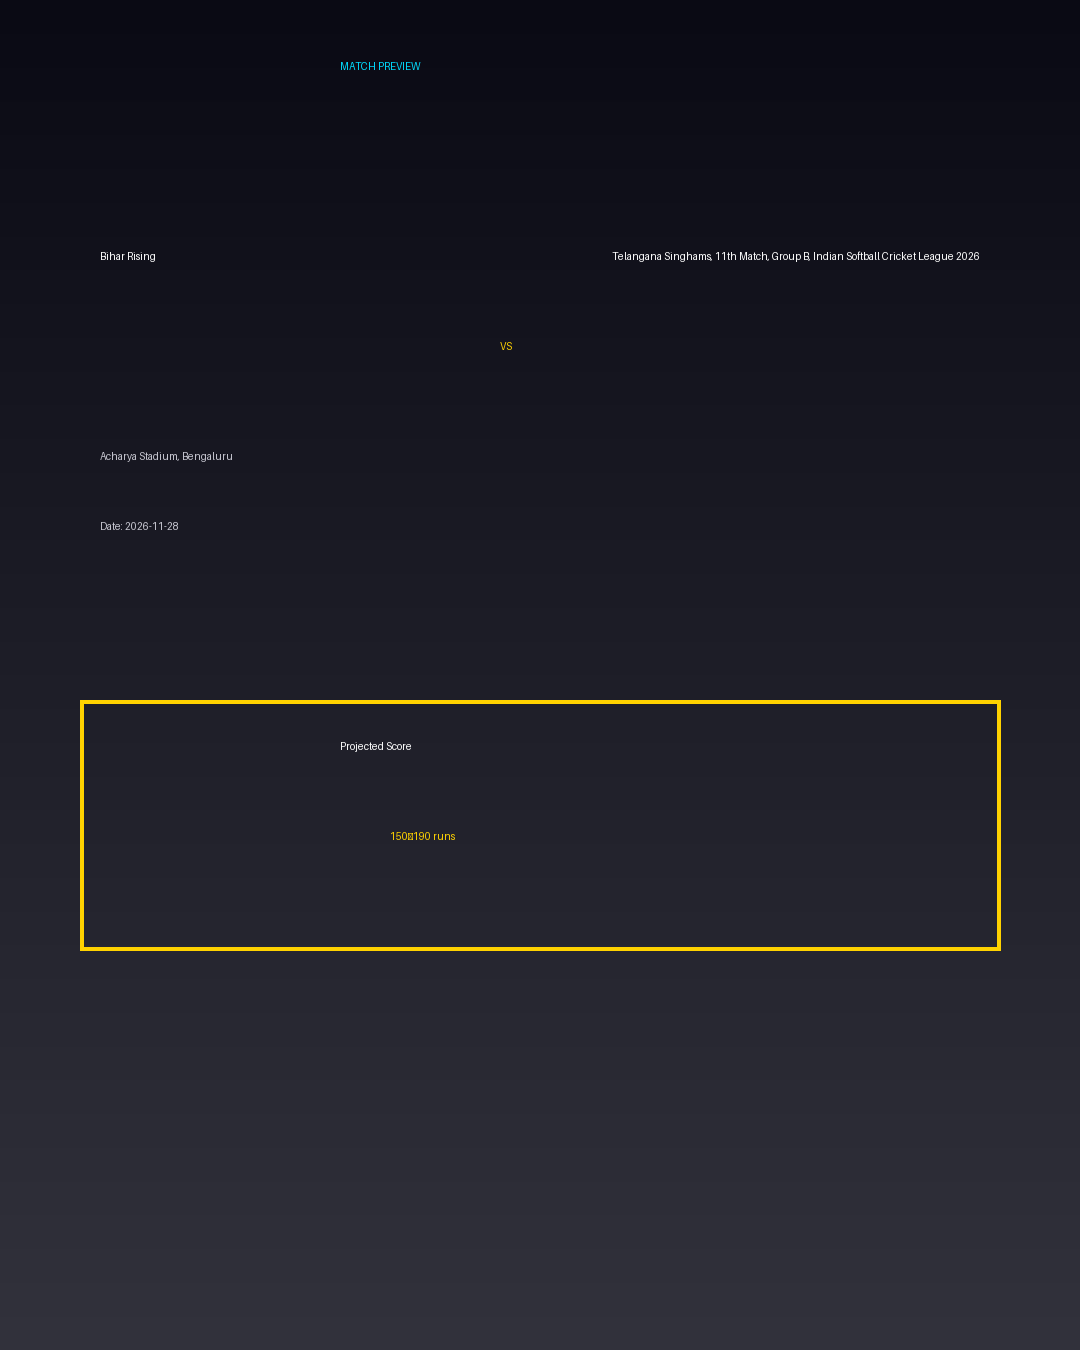 MATCH PREVIEW
Bihar Rising
Telangana Singhams, 11th Match, Group B, Indian Softball Cricket League 2026
VS
Acharya Stadium, Bengaluru
Date: 2026-11-28
Projected Score
150▯190 runs